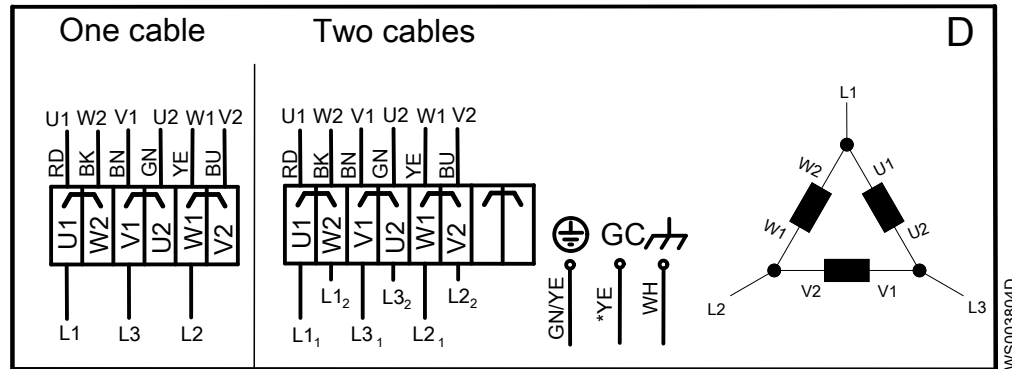 One cable Two cables D
U1 W2 V1 U2 W1 V2
RD BK BN GN YE BU
U1 W2 V1 U2 W1 V2
L1 L3 L2
U1 W2 V1 U2 W1 V2
RD BK BN GN YE BU
U1 W2 V1 U2 W1 V2
L1₂ L3₂ L2₂
L1₁ L3₁ L2₁
GC
GN/YE *YE WH
L1
W2 U1
W1 U2
V2 V1
L2 L3
WS003804D